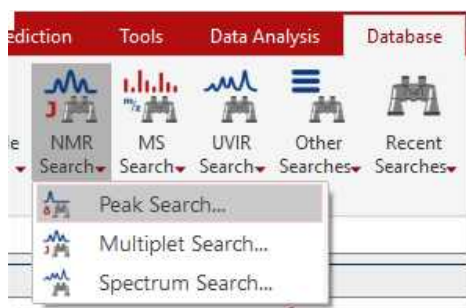 ediction Tools Data Analysis Database
e NMR MS UVIR Other Recent
Search Search Search Searches Searches
Peak Search...
Multiplet Search...
Spectrum Search...